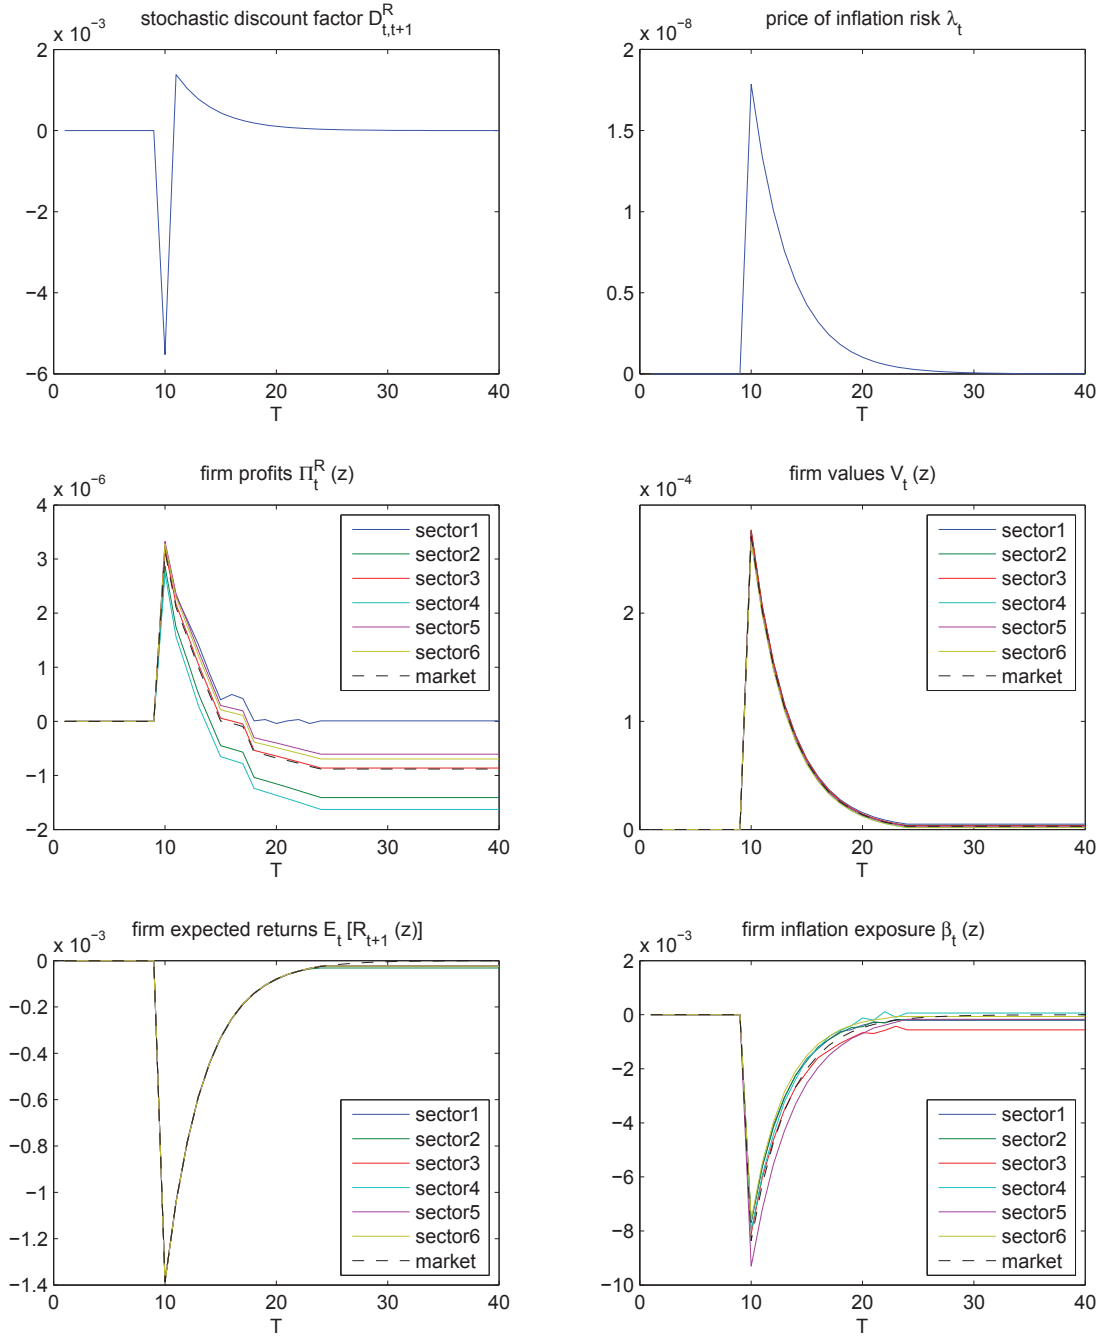 stochastic discount factor D^R_{t,t+1}
x 10^−3
2
0
−2
−4
−6
0 10 20 30 40
T
price of inflation risk λ_t
x 10^−8
2
1.5
1
0.5
0
0 10 20 30 40
T
firm profits Π^R_t (z)
x 10^−6
4
3
2
1
0
−1
−2
0 10 20 30 40
T
sector1
sector2
sector3
sector4
sector5
sector6
market
firm values V_t (z)
x 10^−4
2
1
0
0 10 20 30 40
T
sector1
sector2
sector3
sector4
sector5
sector6
market
firm expected returns E_t [R_{t+1} (z)]
x 10^−3
0
−0.2
−0.4
−0.6
−0.8
−1
−1.2
−1.4
0 10 20 30 40
T
sector1
sector2
sector3
sector4
sector5
sector6
market
firm inflation exposure β_t (z)
x 10^−3
2
0
−2
−4
−6
−8
−10
0 10 20 30 40
T
sector1
sector2
sector3
sector4
sector5
sector6
market